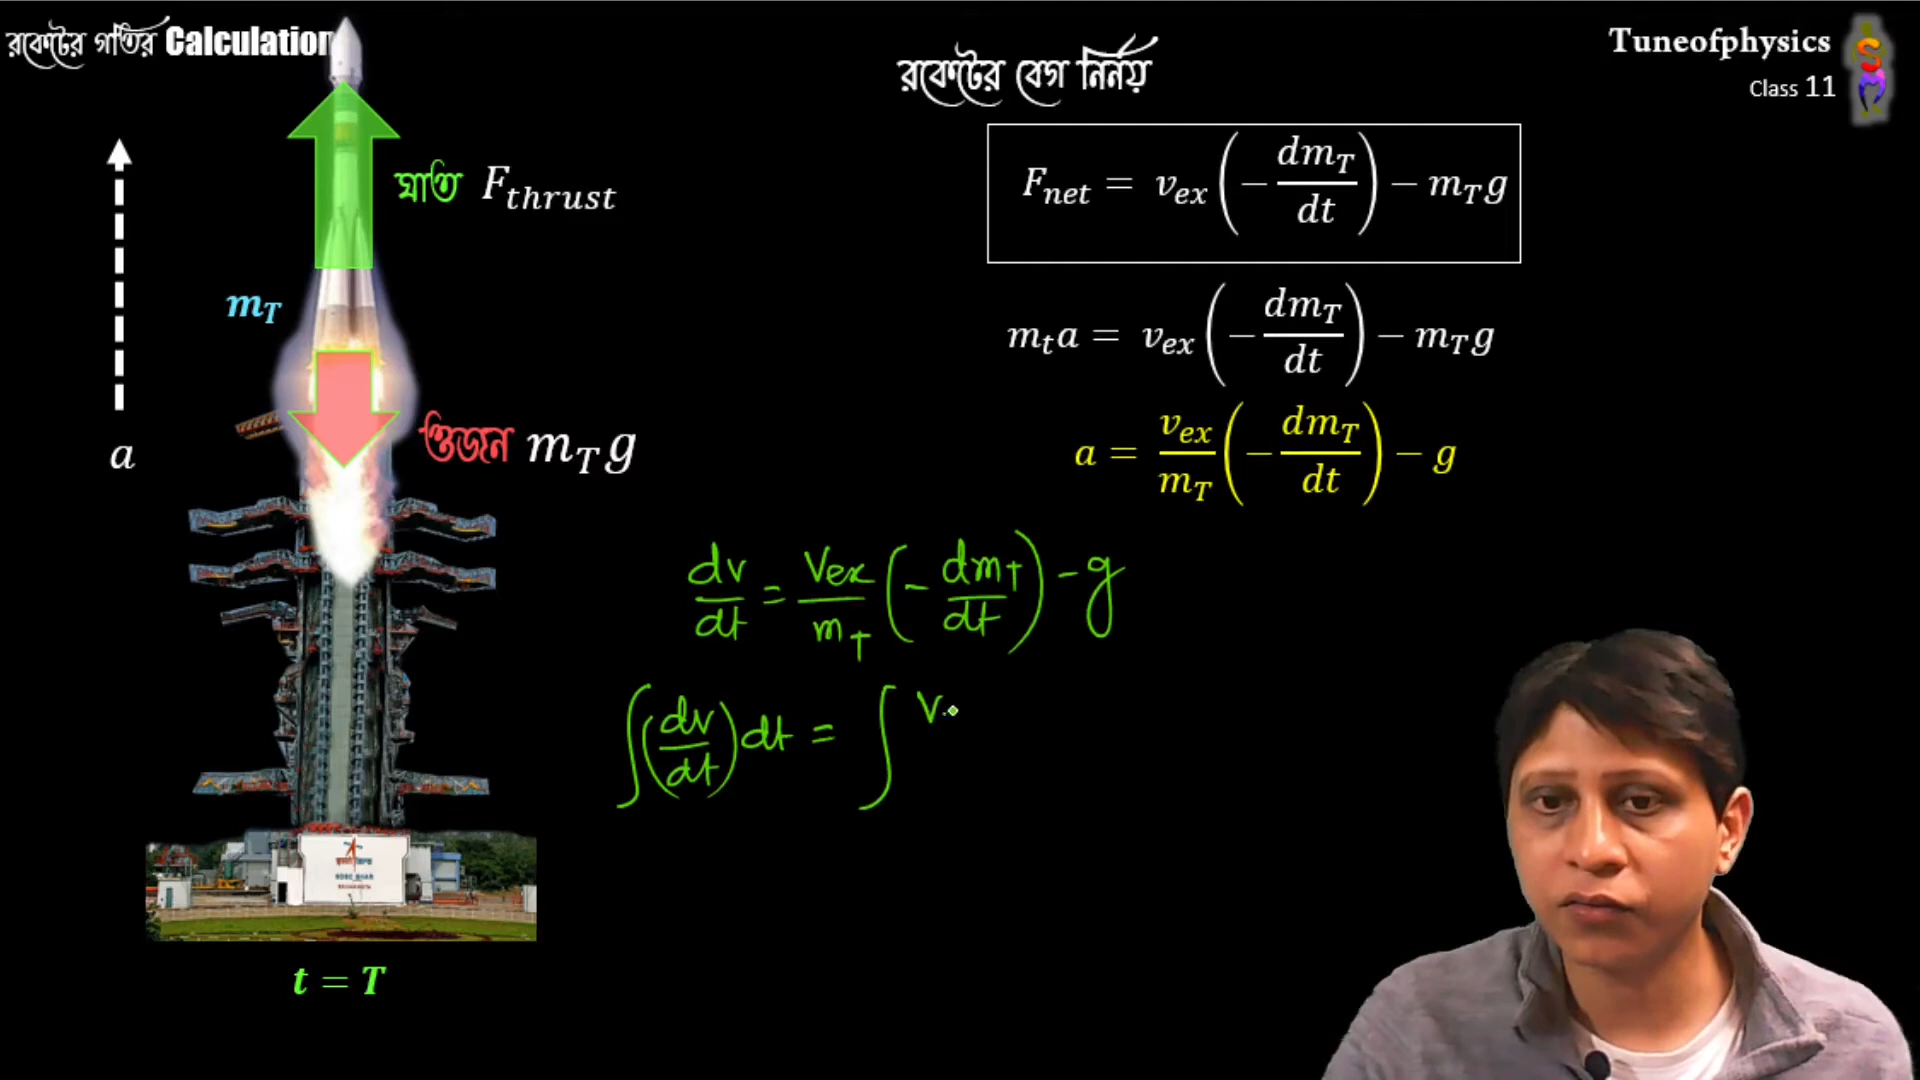 রকেটের গতির Calculation
রকেটের বেগ নির্নয়
Tuneofphysics
Class 11
ঘাত F_thrust
m_T
ওজন m_T g
a
t = T
F_net = v_ex (− dm_T/dt) − m_T g
m_t a = v_ex (− dm_T/dt) − m_T g
a = v_ex/m_T (− dm_T/dt) − g
dv/dt = Vex/m_T (− dm_T/dt) − g
∫(dv/dt) dt = ∫ V